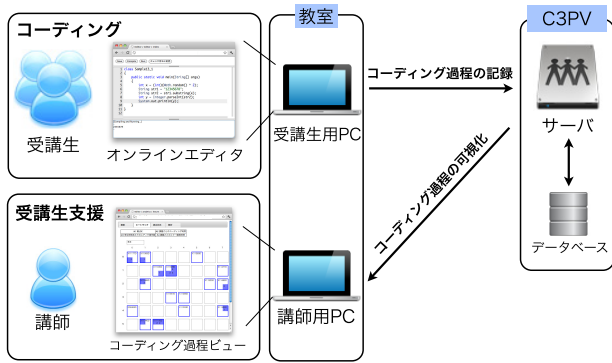 コーディング
受講生
オンラインエディタ
教室
受講生用PC
コーディング過程の記録
C3PV
サーバ
データベース
コーディング過程の可視化
受講生支援
講師
コーディング過程ビュー
講師用PC